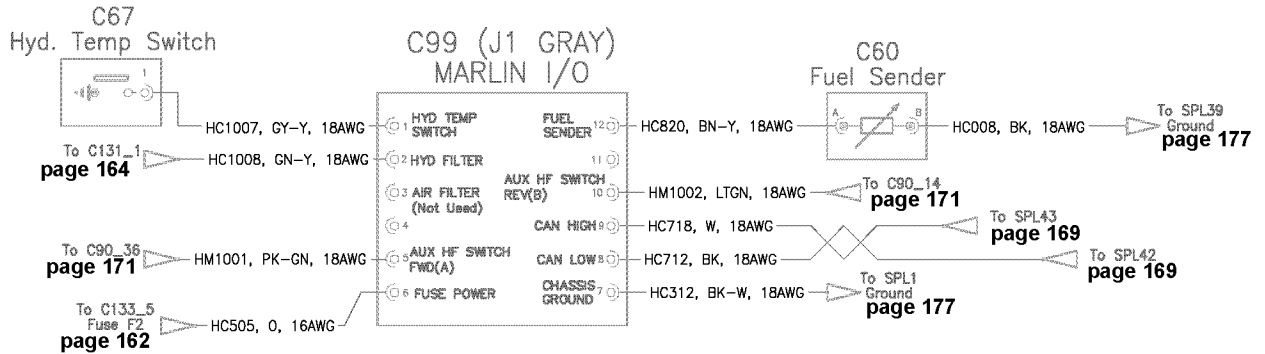 C67
Hyd. Temp Switch
1
C99 (J1 GRAY)
MARLIN I/O
C60
Fuel Sender
A
B
HC1007, GY-Y, 18AWG
1 HYD TEMP
SWITCH
FUEL
SENDER 12
HC820, BN-Y, 18AWG
HC008, BK, 18AWG
To SPL39
Ground
page 177
To C131_1
page 164
HC1008, GN-Y, 18AWG
2 HYD FILTER
11
3 AIR FILTER
(Not Used)
AUX HF SWITCH
REV(B)
10
HM1002, LTGN, 18AWG
To C90_14
page 171
4
CAN HIGH 9
HC718, W, 18AWG
To SPL43
page 169
To C90_36
page 171
HM1001, PK-GN, 18AWG
5 AUX HF SWITCH
FWD(A)
CAN LOW 8
HC712, BK, 18AWG
To SPL42
page 169
6 FUSE POWER
CHASSIS
GROUND 7
HC312, BK-W, 18AWG
To SPL1
Ground
page 177
To C133_5
Fuse F2
page 162
HC505, O, 16AWG